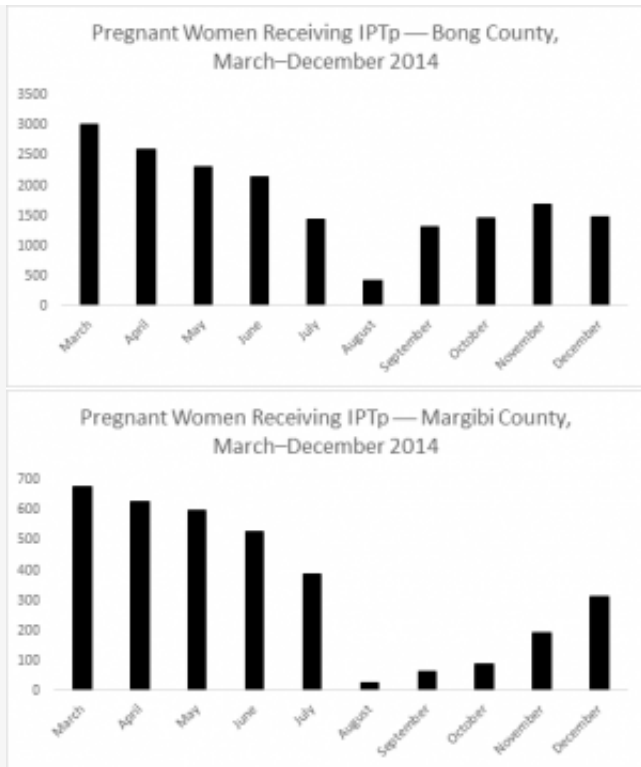 Pregnant Women Receiving IPTp — Bong County,
March–December 2014
3500
3000
2500
2000
1500
1000
500
0
March
April
May
June
July
August
September
October
November
December
Pregnant Women Receiving IPTp — Margibi County,
March–December 2014
700
600
500
400
300
200
100
0
March
April
May
June
July
August
September
October
November
December